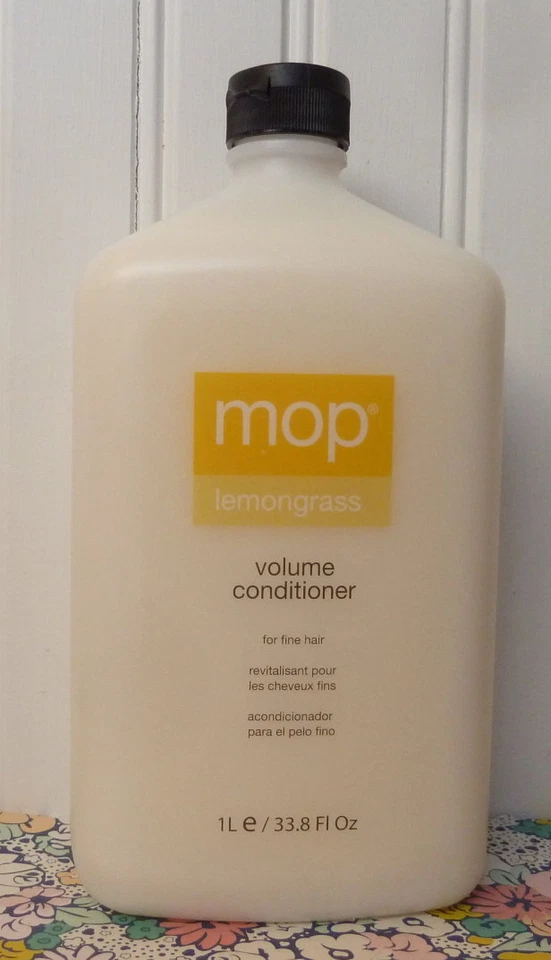 mop®
lemongrass
volume
conditioner
for fine hair
revitalisant pour
les cheveux fins
acondicionador
para el pelo fino
1L ℮ / 33.8 Fl Oz